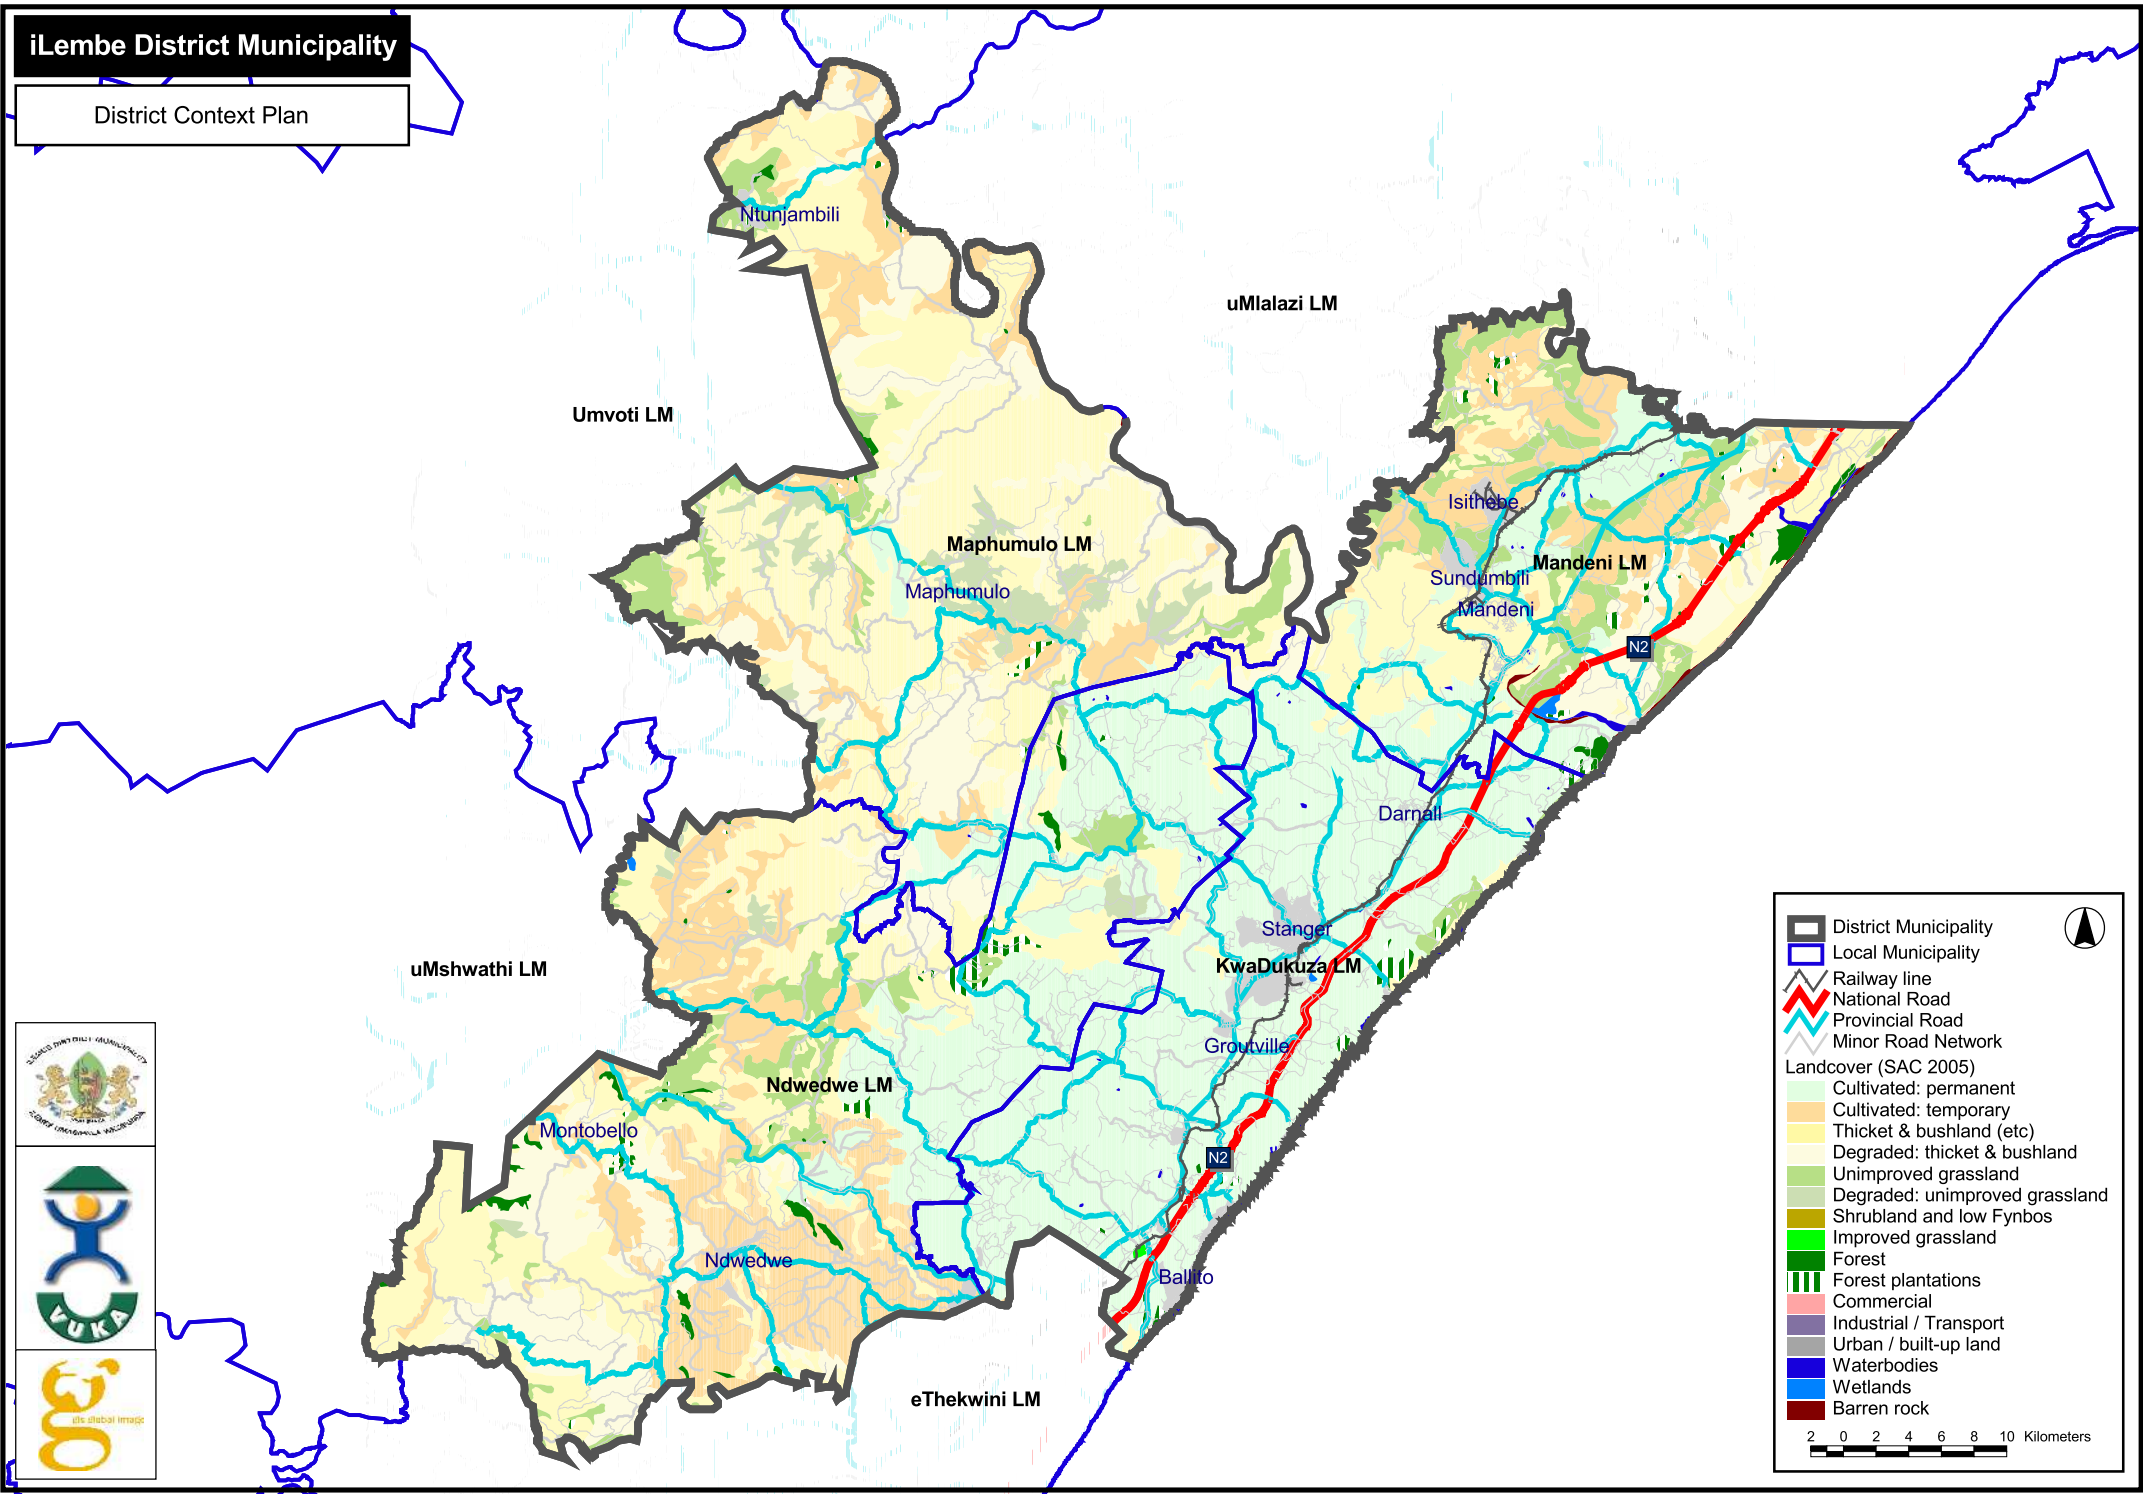 iLembe District Municipality
District Context Plan
Ntunjambili
uMlalazi LM
Umvoti LM
Isithebe
Maphumulo LM
Mandeni LM
Sundumbili
Maphumulo
Mandeni
N2
Darnall
Stanger
KwaDukuza LM
uMshwathi LM
Groutville
Ndwedwe LM
Montobello
N2
Ndwedwe
Ballito
eThekwini LM
District Municipality
Local Municipality
Railway line
National Road
Provincial Road
Minor Road Network
Landcover (SAC 2005)
Cultivated: permanent
Cultivated: temporary
Thicket & bushland (etc)
Degraded: thicket & bushland
Unimproved grassland
Degraded: unimproved grassland
Shrubland and low Fynbos
Improved grassland
Forest
Forest plantations
Commercial
Industrial / Transport
Urban / built-up land
Waterbodies
Wetlands
Barren rock
2 0 2 4 6 8 10 Kilometers
VUKA
gis global image